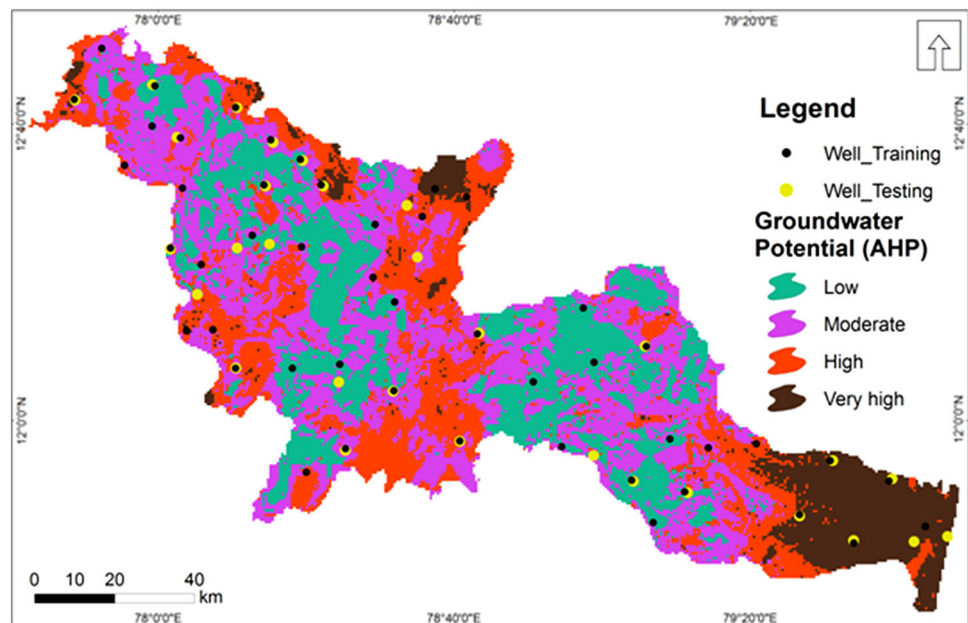 78°0'0"E
78°40'0"E
79°20'0"E
12°40'0"N
12°40'0"N
Legend
Well_Training
Well_Testing
Groundwater
Potential (AHP)
Low
Moderate
High
Very high
12°0'0"N
12°0'0"N
0 10 20 40
km
78°0'0"E
78°40'0"E
79°20'0"E